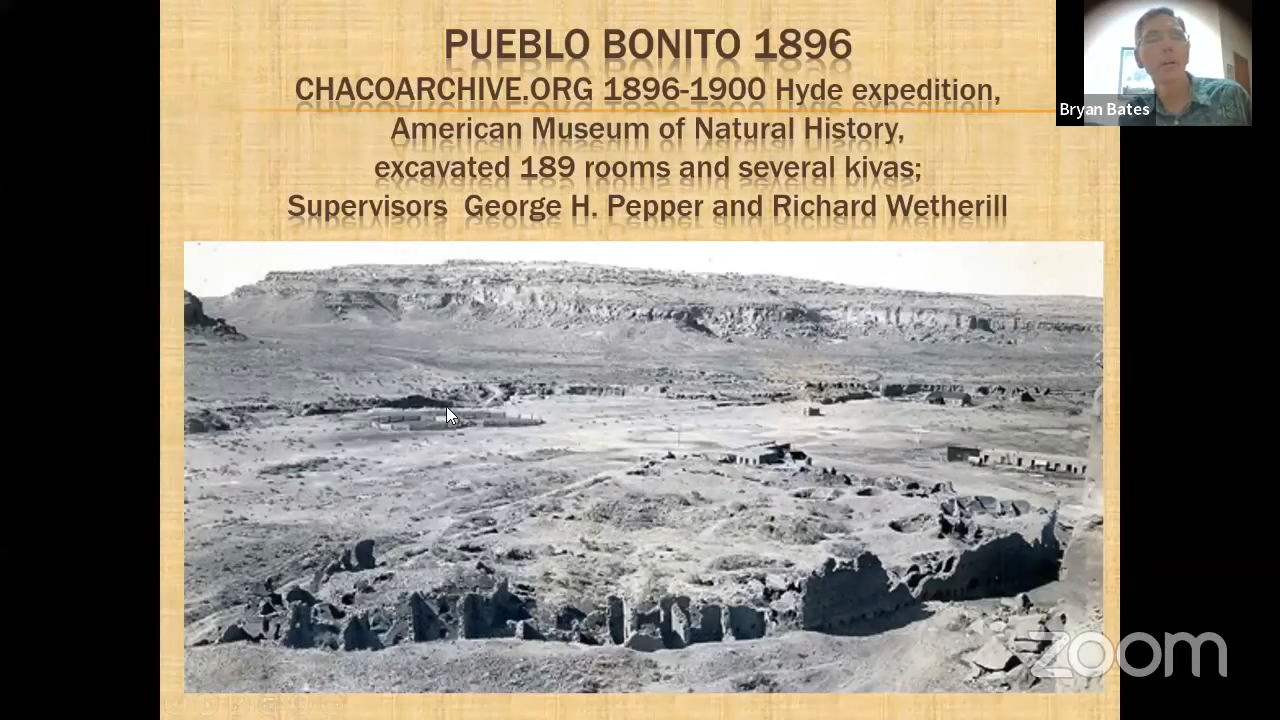 PUEBLO BONITO 1896
CHACOARCHIVE.ORG 1896-1900 Hyde expedition,
American Museum of Natural History,
excavated 189 rooms and several kivas;
Supervisors George H. Pepper and Richard Wetherill
Bryan Bates
zoom